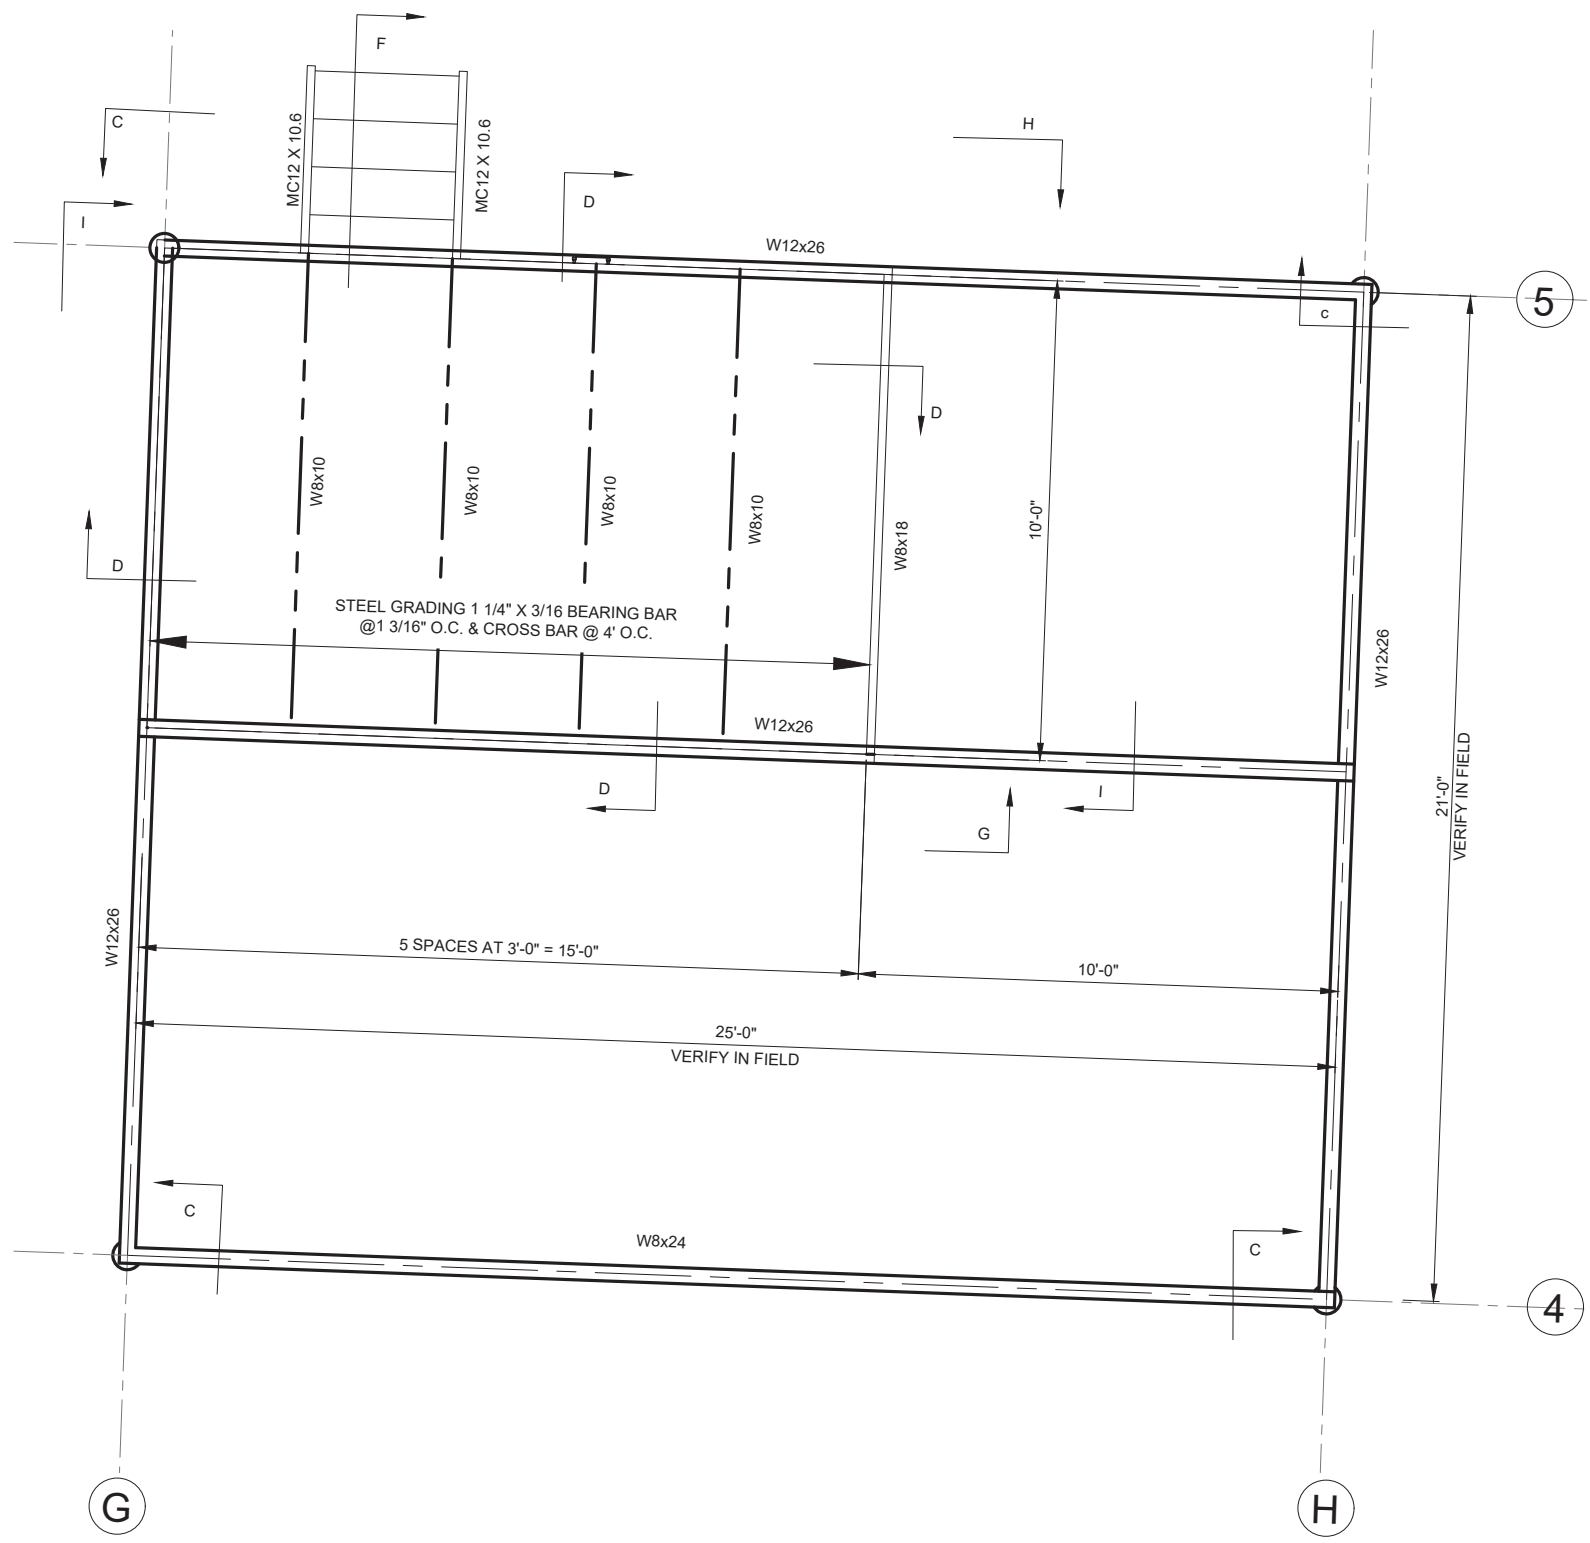 F
C
H
MC12 X 10.6
MC12 X 10.6
D
I
W12x26
5
c
D
W8x10
W8x10
W8x10
W8x10
W8x18
10'-0"
D
STEEL GRADING 1 1/4" X 3/16 BEARING BAR
@1 3/16" O.C. & CROSS BAR @ 4' O.C.
W12x26
W12x26
D
I
G
21'-0"
VERIFY IN FIELD
W12x26
5 SPACES AT 3'-0" = 15'-0"
10'-0"
25'-0"
VERIFY IN FIELD
C
W8x24
C
4
G
H